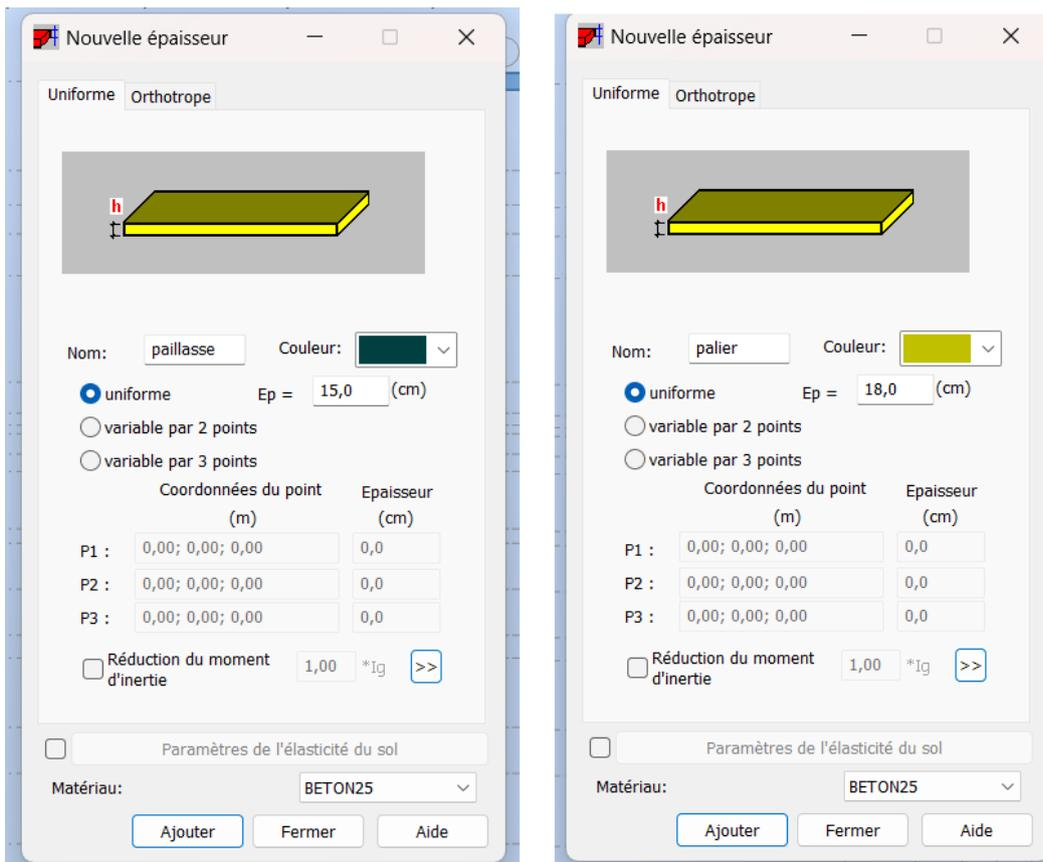 Nouvelle épaisseur
Uniforme Orthotrope
h
Nom: paillasse Couleur:
uniforme Ep = 15,0 (cm)
variable par 2 points
variable par 3 points
Coordonnées du point Epaisseur
(m) (cm)
P1 : 0,00; 0,00; 0,00 0,0
P2 : 0,00; 0,00; 0,00 0,0
P3 : 0,00; 0,00; 0,00 0,0
Réduction du moment
d'inertie 1,00 *Ig >>
Paramètres de l'élasticité du sol
Matériau: BETON25
Ajouter Fermer Aide
Nouvelle épaisseur
Uniforme Orthotrope
h
Nom: palier Couleur:
uniforme Ep = 18,0 (cm)
variable par 2 points
variable par 3 points
Coordonnées du point Epaisseur
(m) (cm)
P1 : 0,00; 0,00; 0,00 0,0
P2 : 0,00; 0,00; 0,00 0,0
P3 : 0,00; 0,00; 0,00 0,0
Réduction du moment
d'inertie 1,00 *Ig >>
Paramètres de l'élasticité du sol
Matériau: BETON25
Ajouter Fermer Aide